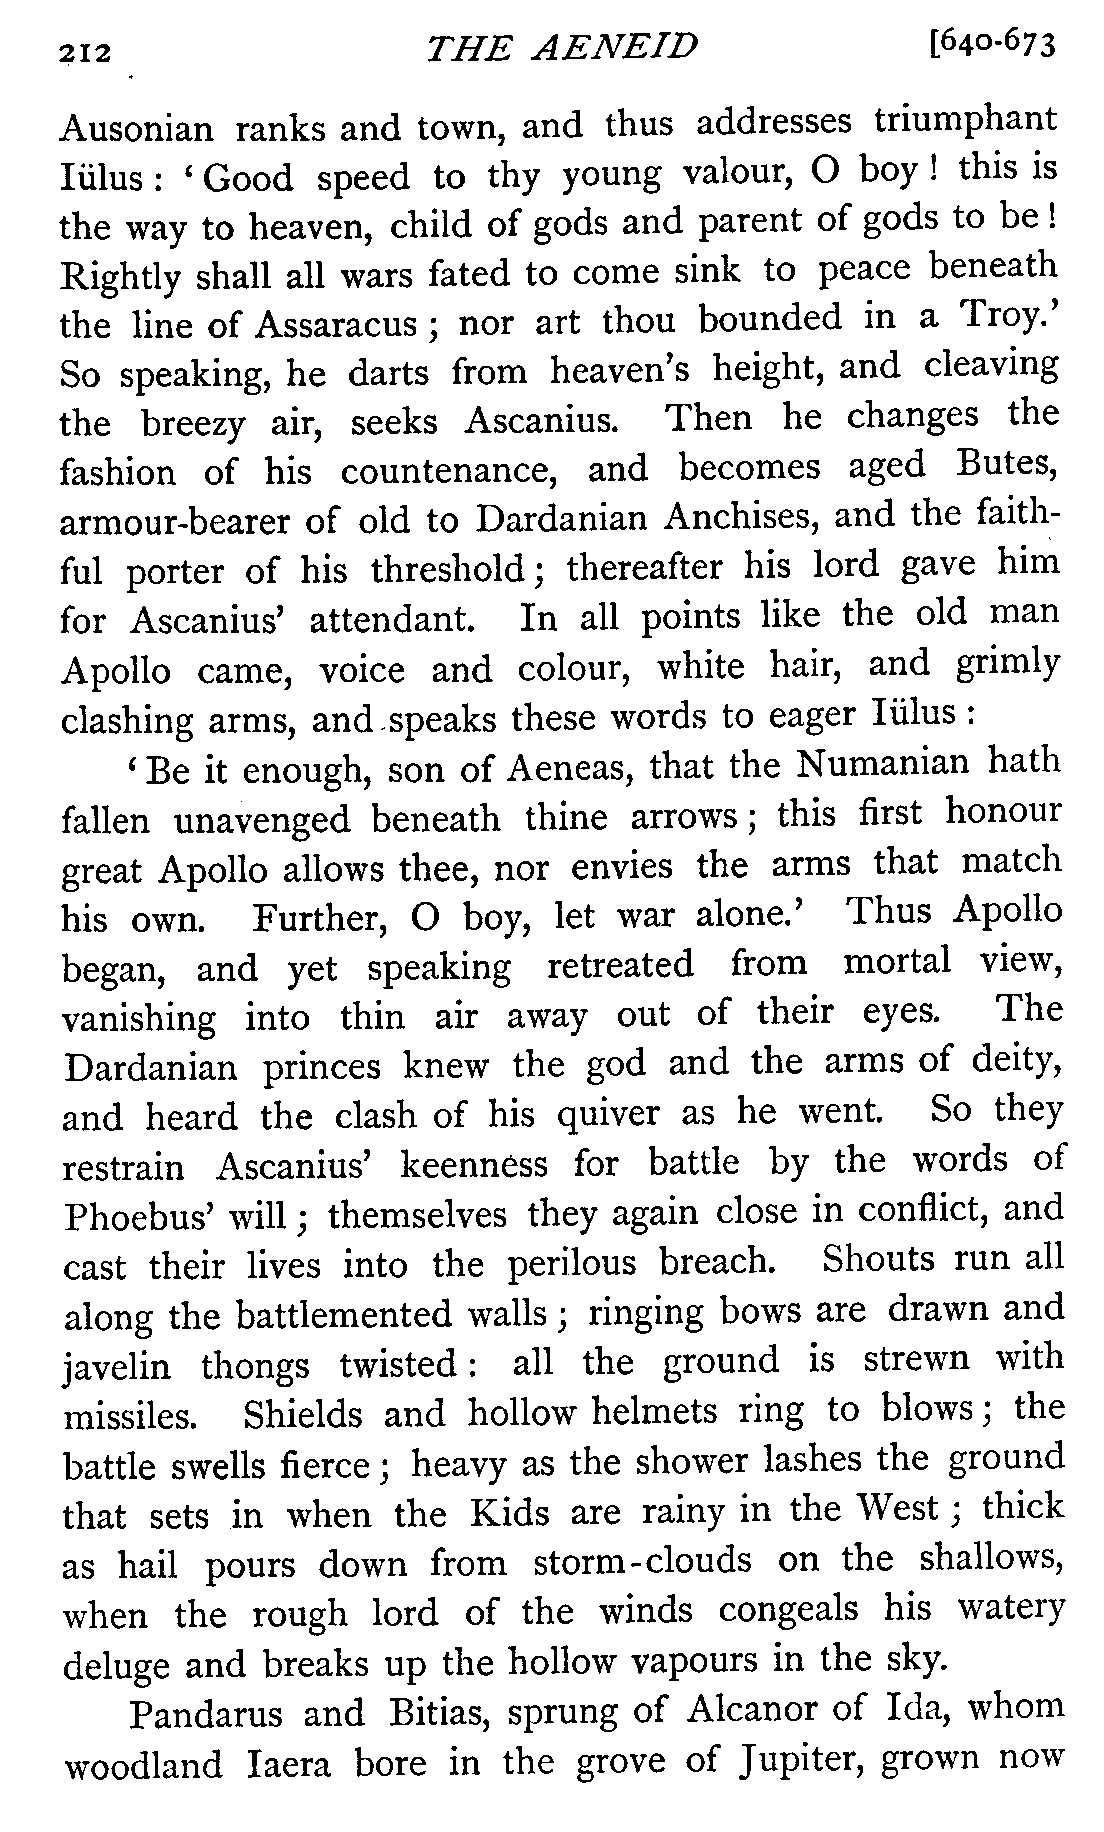 212 THE AENEID [640-673
Ausonian ranks and town, and thus addresses triumphant
Iülus : ‘ Good speed to thy young valour, O boy ! this is
the way to heaven, child of gods and parent of gods to be !
Rightly shall all wars fated to come sink to peace beneath
the line of Assaracus ; nor art thou bounded in a Troy.’
So speaking, he darts from heaven’s height, and cleaving
the breezy air, seeks Ascanius. Then he changes the
fashion of his countenance, and becomes aged Butes,
armour-bearer of old to Dardanian Anchises, and the faith-
ful porter of his threshold ; thereafter his lord gave him
for Ascanius’ attendant. In all points like the old man
Apollo came, voice and colour, white hair, and grimly
clashing arms, and speaks these words to eager Iülus :
‘ Be it enough, son of Aeneas, that the Numanian hath
fallen unavenged beneath thine arrows ; this first honour
great Apollo allows thee, nor envies the arms that match
his own. Further, O boy, let war alone.’ Thus Apollo
began, and yet speaking retreated from mortal view,
vanishing into thin air away out of their eyes. The
Dardanian princes knew the god and the arms of deity,
and heard the clash of his quiver as he went. So they
restrain Ascanius’ keenness for battle by the words of
Phoebus’ will ; themselves they again close in conflict, and
cast their lives into the perilous breach. Shouts run all
along the battlemented walls ; ringing bows are drawn and
javelin thongs twisted : all the ground is strewn with
missiles. Shields and hollow helmets ring to blows ; the
battle swells fierce ; heavy as the shower lashes the ground
that sets in when the Kids are rainy in the West ; thick
as hail pours down from storm-clouds on the shallows,
when the rough lord of the winds congeals his watery
deluge and breaks up the hollow vapours in the sky.
Pandarus and Bitias, sprung of Alcanor of Ida, whom
woodland Iaera bore in the grove of Jupiter, grown now